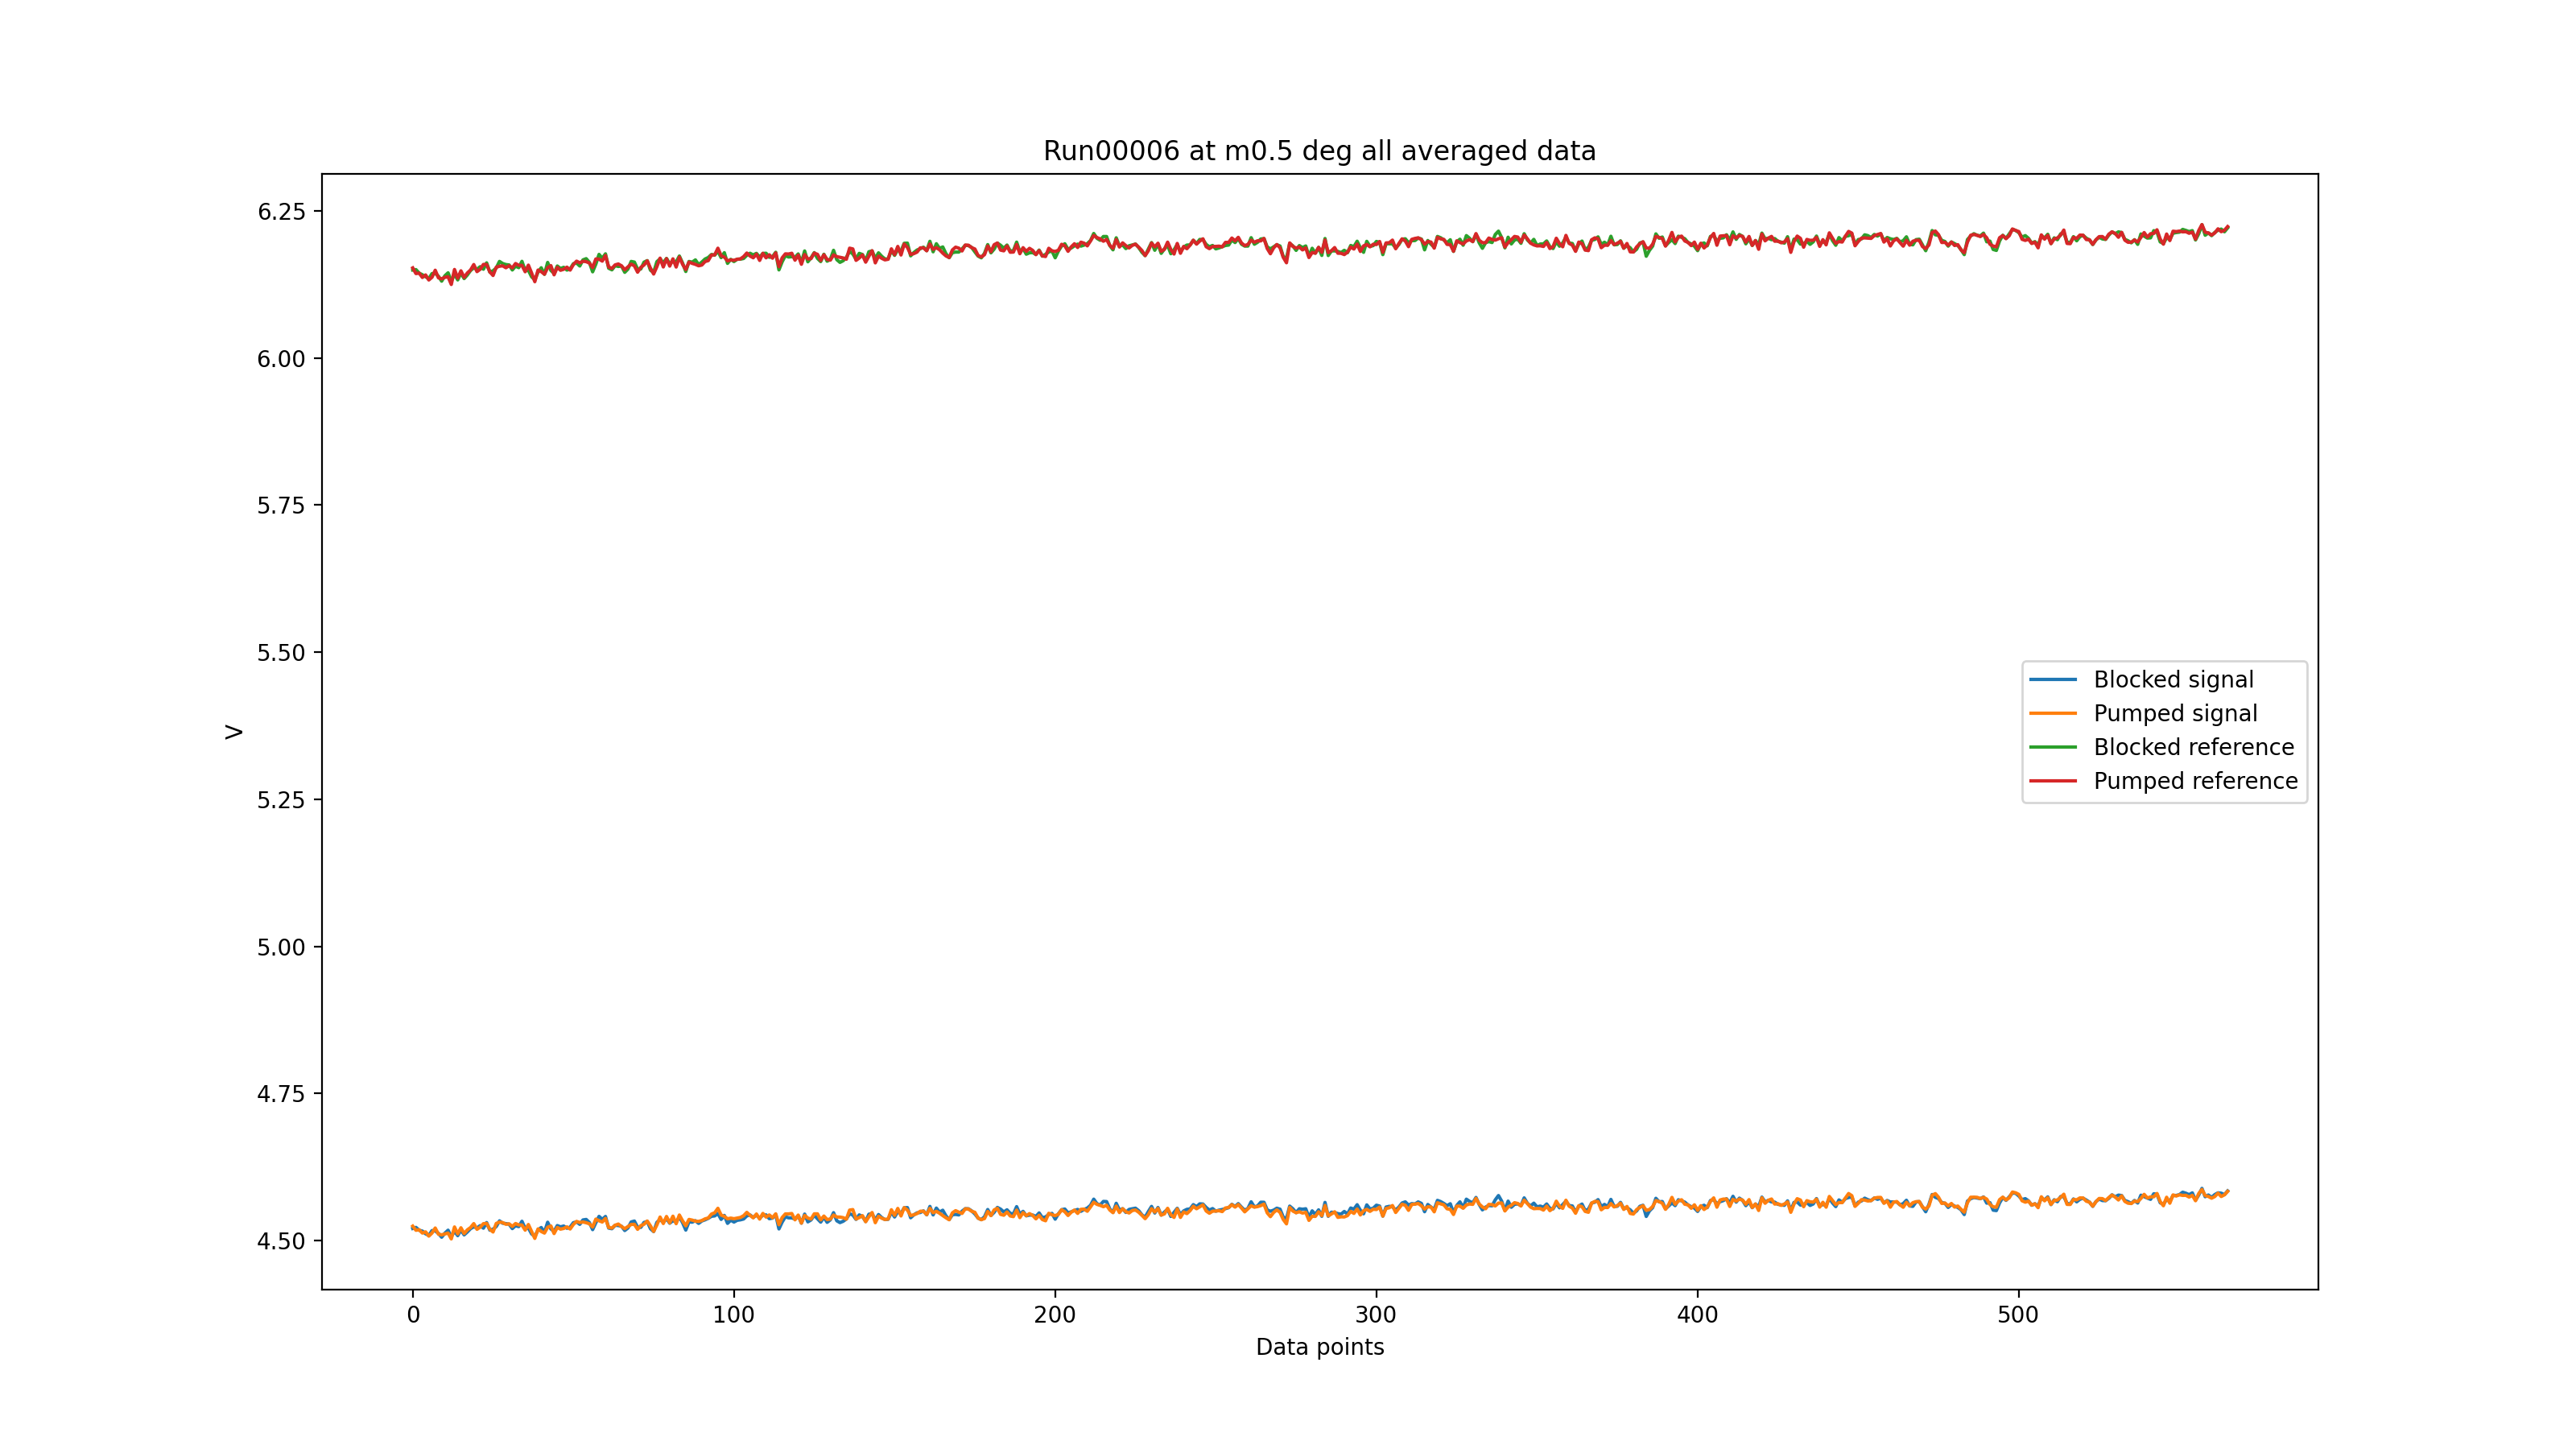 Run00006 at m0.5 deg all averaged data
6.25
6.00
5.75
5.50
5.25
5.00
4.75
4.50
V
Blocked signal
Pumped signal
Blocked reference
Pumped reference
0 100 200 300 400 500
Data points